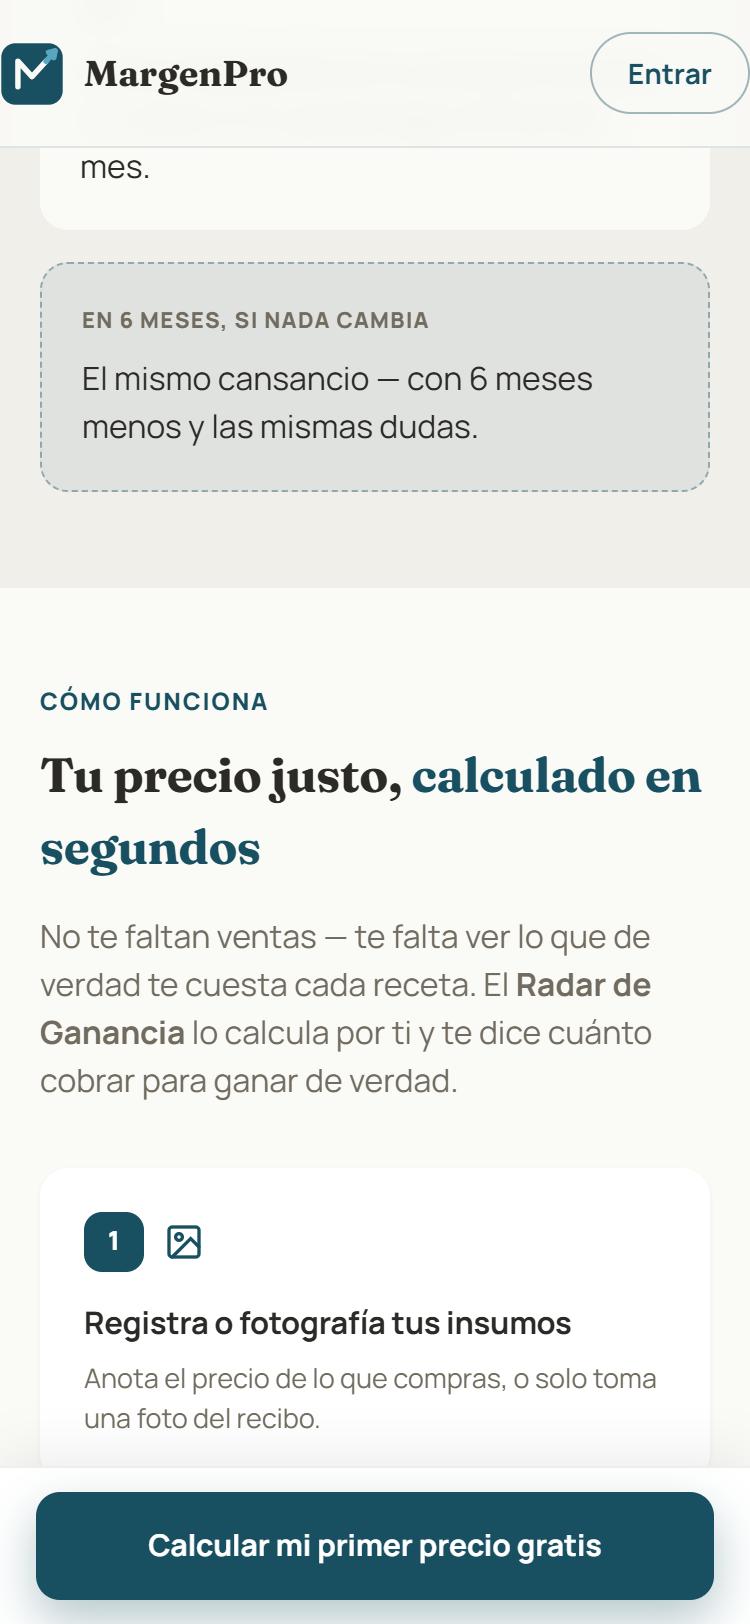 MargenPro
Entrar
mes.
EN 6 MESES, SI NADA CAMBIA
El mismo cansancio — con 6 meses
menos y las mismas dudas.
CÓMO FUNCIONA
Tu precio justo, calculado en
segundos
No te faltan ventas — te falta ver lo que de
verdad te cuesta cada receta. El Radar de
Ganancia lo calcula por ti y te dice cuánto
cobrar para ganar de verdad.
1
Registra o fotografía tus insumos
Anota el precio de lo que compras, o solo toma
una foto del recibo.
Calcular mi primer precio gratis